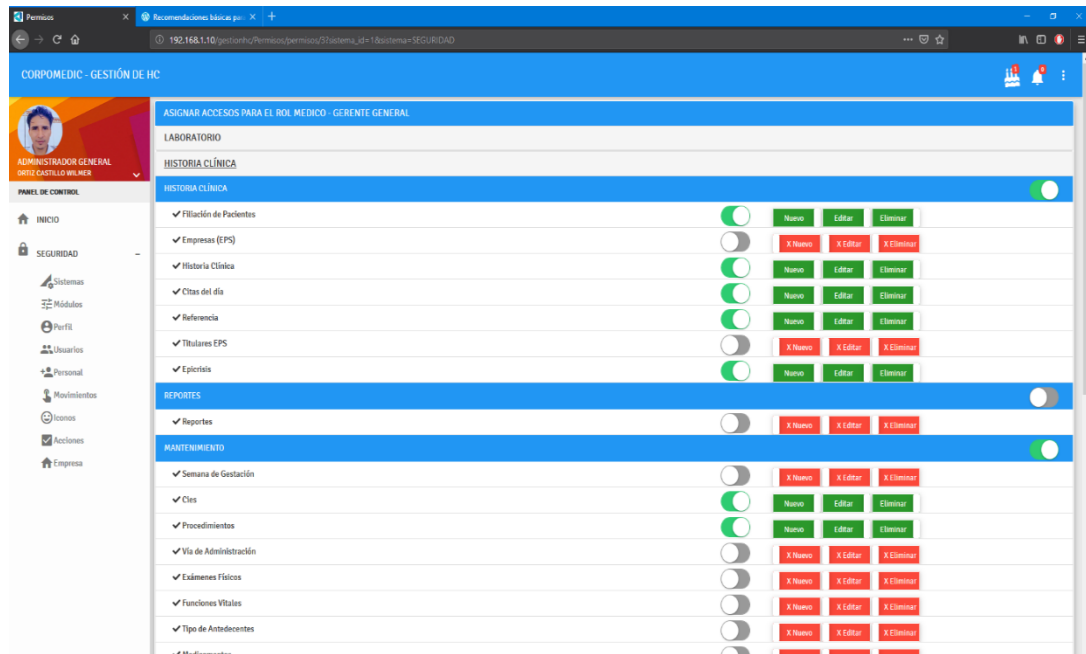 Permisos
Recomendaciones básicas par
192.168.1.10/gestionhc/Permisos/permisos/3?sistema_id=1&sistema=SEGURIDAD
CORPOMEDIC - GESTIÓN DE HC
ADMINISTRADOR GENERAL
ORTIZ CASTILLO WILMER
PANEL DE CONTROL
INICIO
SEGURIDAD
Sistemas
Módulos
Perfil
Usuarios
Personal
Movimientos
Iconos
Acciones
Empresa
ASIGNAR ACCESOS PARA EL ROL MEDICO - GERENTE GENERAL
LABORATORIO
HISTORIA CLÍNICA
HISTORIA CLÍNICA
Filiación de Pacientes Nuevo Editar Eliminar
Empresas (EPS) X Nuevo X Editar X Eliminar
Historia Clínica Nuevo Editar Eliminar
Citas del día Nuevo Editar Eliminar
Referencia Nuevo Editar Eliminar
Titulares EPS X Nuevo X Editar X Eliminar
Epicrisis Nuevo Editar Eliminar
REPORTES
Reportes X Nuevo X Editar X Eliminar
MANTENIMIENTO
Semana de Gestación X Nuevo X Editar X Eliminar
Cies Nuevo Editar Eliminar
Procedimientos Nuevo Editar Eliminar
Vía de Administración X Nuevo X Editar X Eliminar
Exámenes Físicos X Nuevo X Editar X Eliminar
Funciones Vitales X Nuevo X Editar X Eliminar
Tipo de Antedecentes X Nuevo X Editar X Eliminar